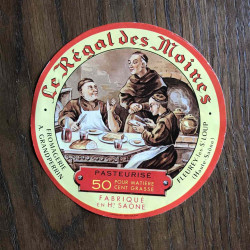 Le Régal des Moines
FROMAGERIE
A. GRANDPERRIN
FLEUREY-les-ST LOUP
(Haute Saône)
PASTEURISÉ
50 POUR MATIÈRE
CENT GRASSE
FABRIQUÉ
EN Hte SAONE